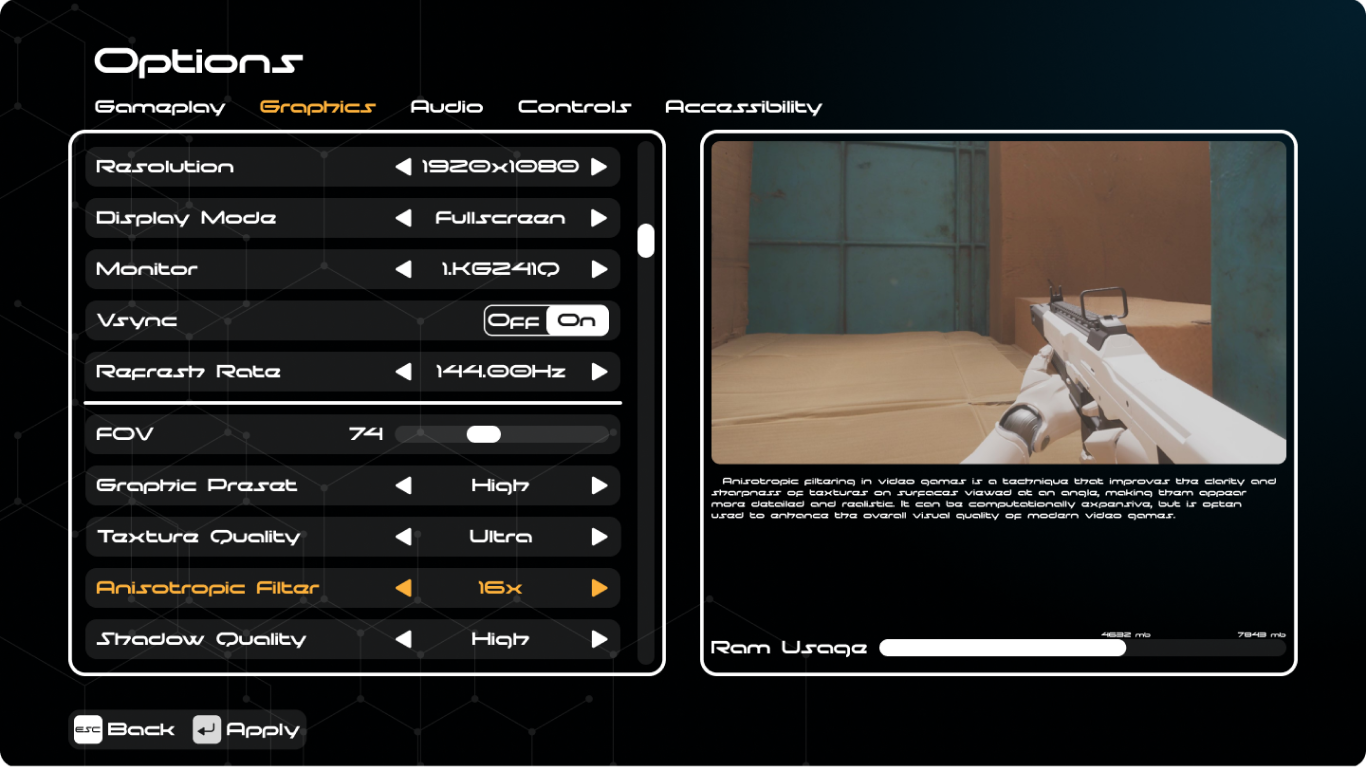 Options
Gameplay Graphics Audio Controls Accessibility
Resolution 1920x1080
Display Mode Fullscreen
Monitor 1.KG241Q
Vsync Off On
Refresh Rate 144.00Hz
FOV 74
Graphic Preset High
Texture Quality Ultra
Anisotropic Filter 16x
Shadow Quality High
Anisotropic filtering in video games is a technique that improves the clarity and
sharpness of textures on surfaces viewed at an angle, making them appear
more detailed and realistic. It can be computationally expensive, but is often
used to enhance the overall visual quality of modern video games.
4632 mb 7843 mb
Ram Usage
ESC Back Apply